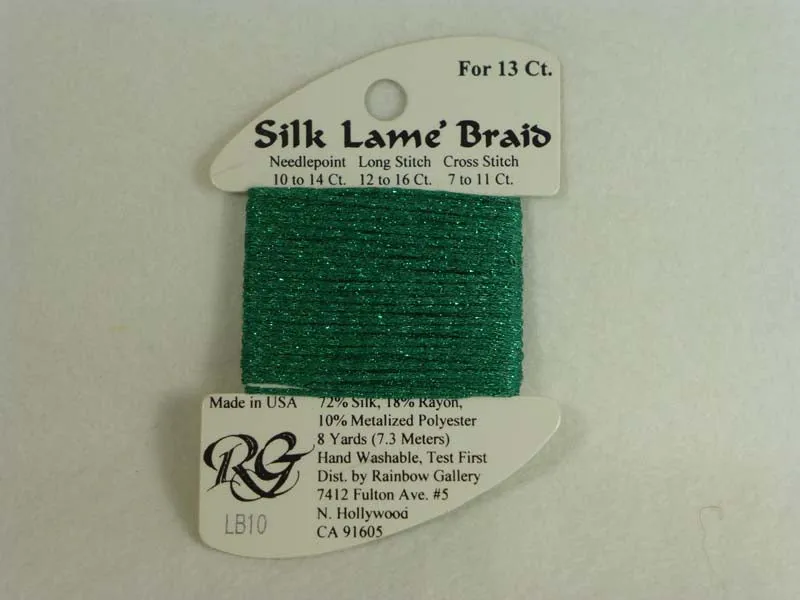 For 13 Ct.
Silk Lame' Braid
Needlepoint Long Stitch Cross Stitch
10 to 14 Ct. 12 to 16 Ct. 7 to 11 Ct.
Made in USA
RG
LB10
72% Silk, 18% Rayon,
10% Metalized Polyester
8 Yards (7.3 Meters)
Hand Washable, Test First
Dist. by Rainbow Gallery
7412 Fulton Ave. #5
N. Hollywood
CA 91605